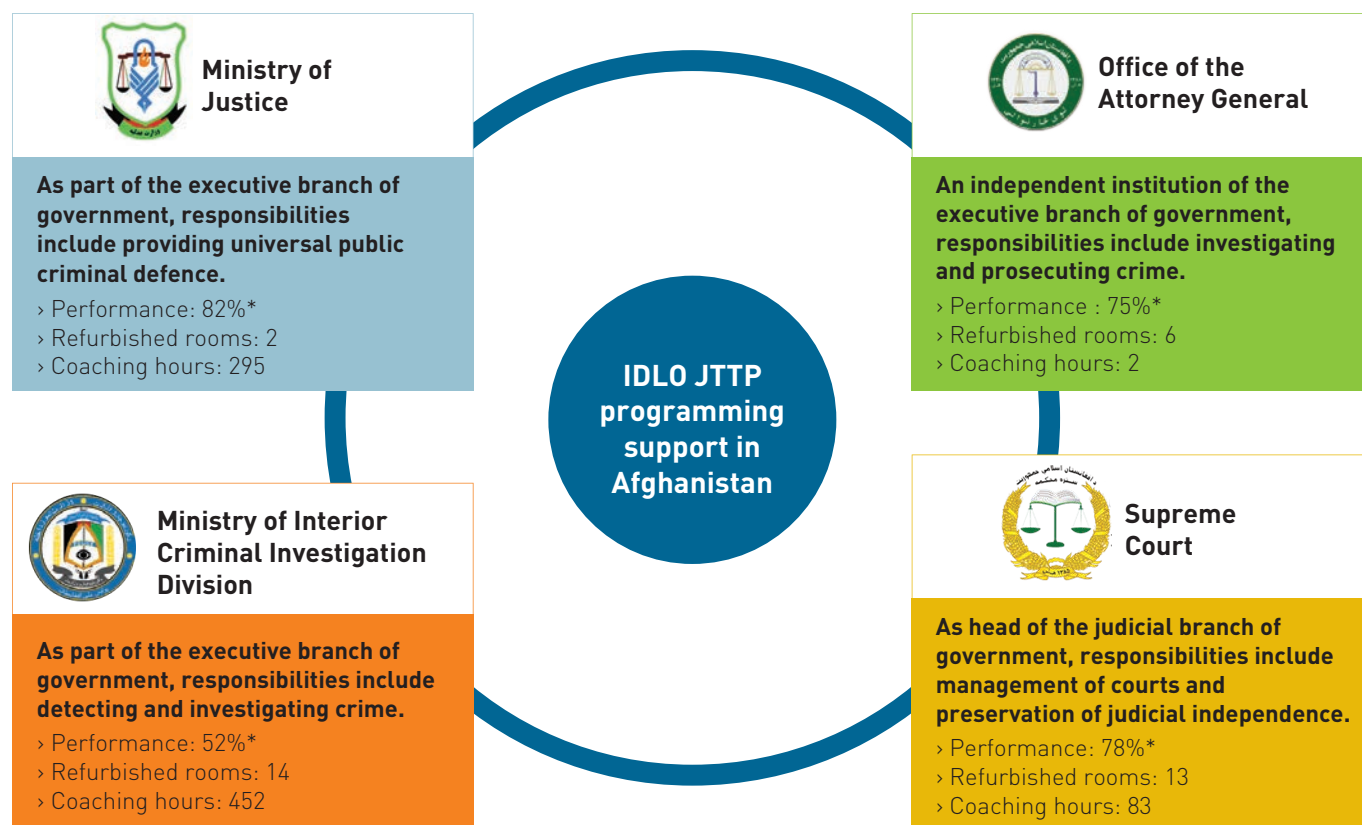 Ministry of
Justice
As part of the executive branch of
government, responsibilities
include providing universal public
criminal defence.
› Performance: 82%*
› Refurbished rooms: 2
› Coaching hours: 295
Office of the
Attorney General
An independent institution of the
executive branch of government,
responsibilities include investigating
and prosecuting crime.
› Performance : 75%*
› Refurbished rooms: 6
› Coaching hours: 2
IDLO JTTP
programming
support in
Afghanistan
Ministry of Interior
Criminal Investigation
Division
As part of the executive branch of
government, responsibilities include
detecting and investigating crime.
› Performance: 52%*
› Refurbished rooms: 14
› Coaching hours: 452
د افغانستان اسلامی جمهوریت
ستره محکمه
Supreme
Court
As head of the judicial branch of
government, responsibilities include
management of courts and
preservation of judicial independence.
› Performance: 78%*
› Refurbished rooms: 13
› Coaching hours: 83